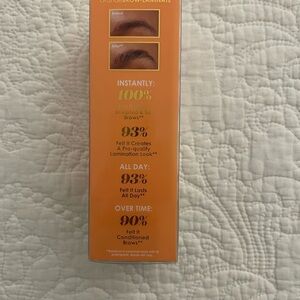 INSTANTLY:
100%
Brows**
93%
Felt It Creates
A Pro-quality
Lamination Look**
ALL DAY:
93%
Felt It Lasts
All Day**
OVER TIME:
90%
Felt It
Conditioned
Brows**